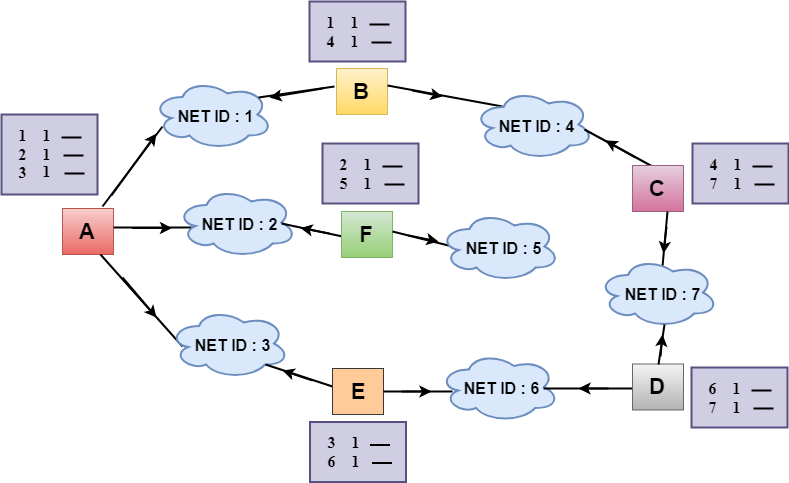 1 1 —
4 1 —
B
NET ID : 1
NET ID : 4
1 1 —
2 1 —
3 1 —
A
2 1 —
5 1 —
4 1 —
7 1 —
C
NET ID : 2
F
NET ID : 5
NET ID : 7
NET ID : 3
E
NET ID : 6
D
6 1 —
7 1 —
3 1 —
6 1 —